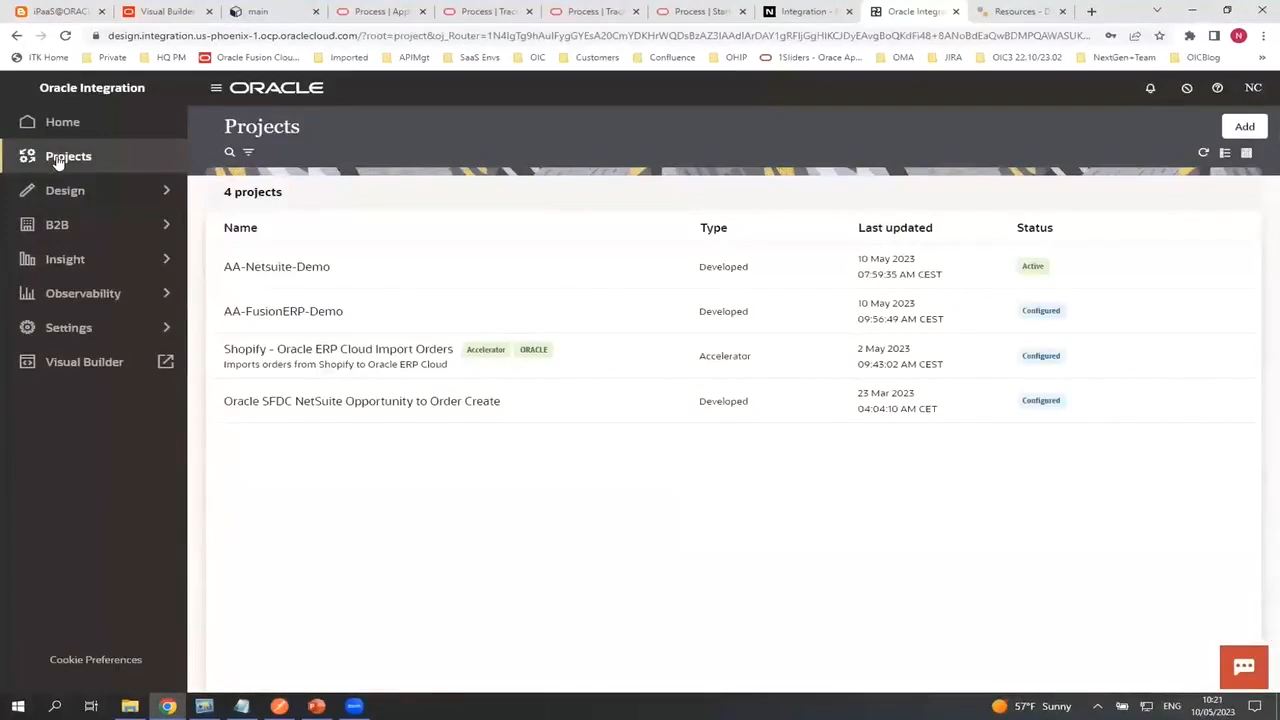 iPaaS@ORAC
Visual Builder
main
Process | App
Process | Trac
Process | Trac
Process | Stu
Integration -
Oracle Integra
Resources - D
design.integration.us-phoenix-1.ocp.oraclecloud.com/?root=project&oj_Router=
ITK Home
Private
HQ PM
Oracle Fusion Clou...
Imported
APIMgt
SaaS Envs
OIC
Customers
Confluence
OHIP
1Sliders - Orace Ap...
OMA
JIRA
OIC3 22.10/23.02
NextGen+Team
OICBlog
»
Oracle Integration
ORACLE
NC
Home
Projects
Design
B2B
Insight
Observability
Settings
Visual Builder
Cookie Preferences
Projects
Add
4 projects
Name Type Last updated Status
AA-Netsuite-Demo Developed 10 May 2023 Active
07:59:35 AM CEST
AA-FusionERP-Demo Developed 10 May 2023 Configured
09:56:49 AM CEST
Shopify - Oracle ERP Cloud Import Orders Accelerator ORACLE Accelerator 2 May 2023 Configured
Imports orders from Shopify to Oracle ERP Cloud 09:43:02 AM CEST
Oracle SFDC NetSuite Opportunity to Order Create Developed 23 Mar 2023 Configured
04:04:10 AM CET
57°F Sunny
ENG
10:21
10/05/2023